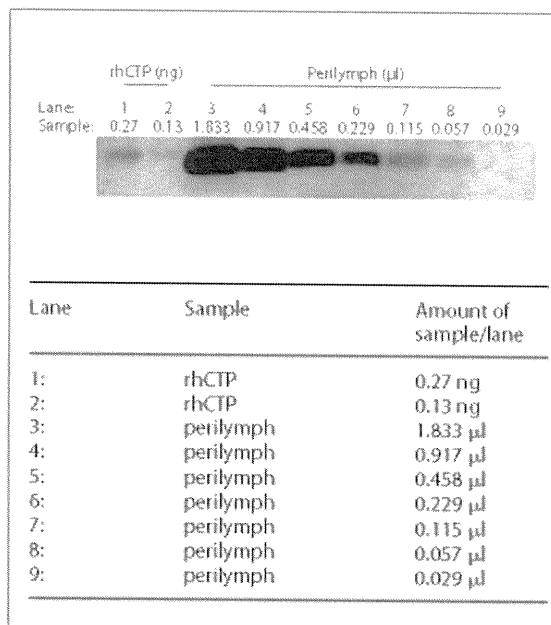 rhCTP (ng) Perilymph (µl)
Lane: 1 2 3 4 5 6 7 8 9
Sample: 0.27 0.13 1.833 0.917 0.458 0.229 0.115 0.057 0.029
Lane Sample Amount of
sample/lane
1: rhCTP 0.27 ng
2: rhCTP 0.13 ng
3: perilymph 1.833 µl
4: perilymph 0.917 µl
5: perilymph 0.458 µl
6: perilymph 0.229 µl
7: perilymph 0.115 µl
8: perilymph 0.057 µl
9: perilymph 0.029 µl